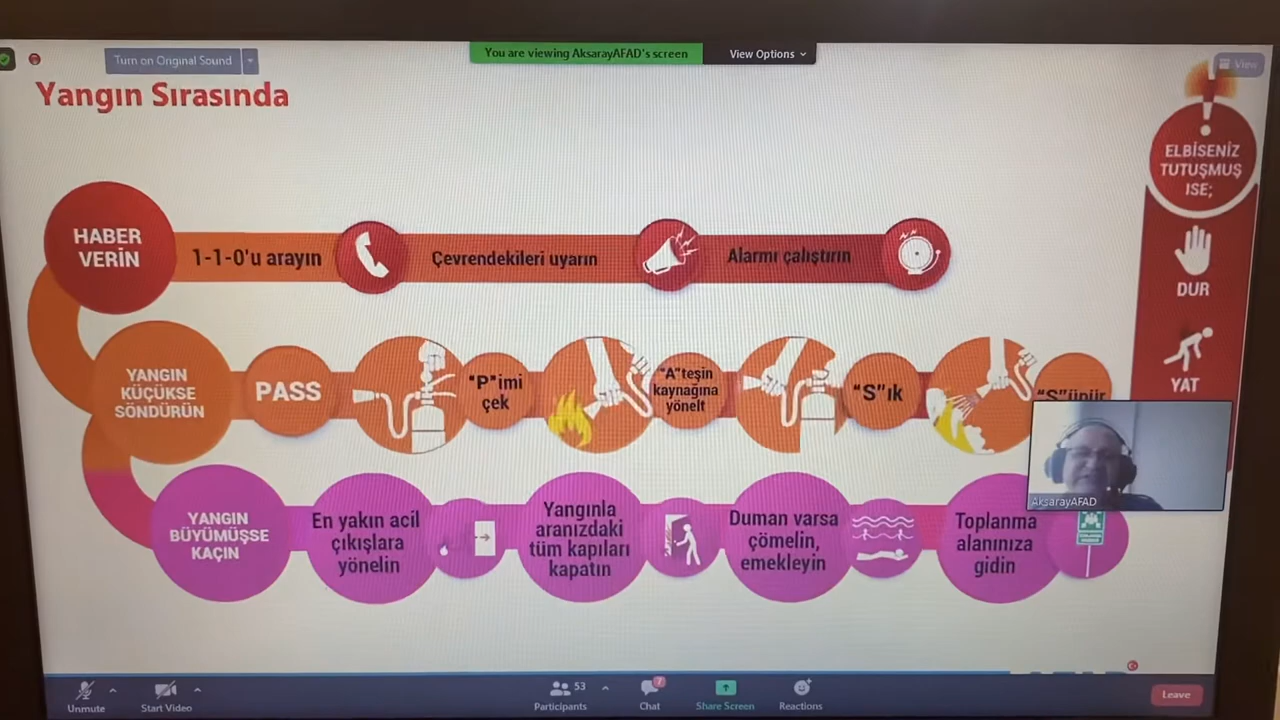 Turn on Original Sound
You are viewing AksarayAFAD's screen
View Options
View
Yangın Sırasında
ELBİSENİZ
TUTUŞMUŞ
İSE;
DUR
YAT
HABER
VERİN
1-1-0'u arayın
Çevrendekileri uyarın
Alarmı çalıştırın
YANGIN
KÜÇÜKSE
SÖNDÜRÜN
PASS
"P"imi
çek
"A"teşin
kaynağına
yönelt
"S"ık
YANGIN
BÜYÜMÜŞSE
KAÇIN
En yakın acil
çıkışlara
yönelin
Yangınla
aranızdaki
tüm kapıları
kapatın
Duman varsa
çömelin,
emekleyin
Toplanma
alanınıza
gidin
AksarayAFAD
Unmute
Start Video
53
Participants
7
Chat
Share Screen
Reactions
Leave